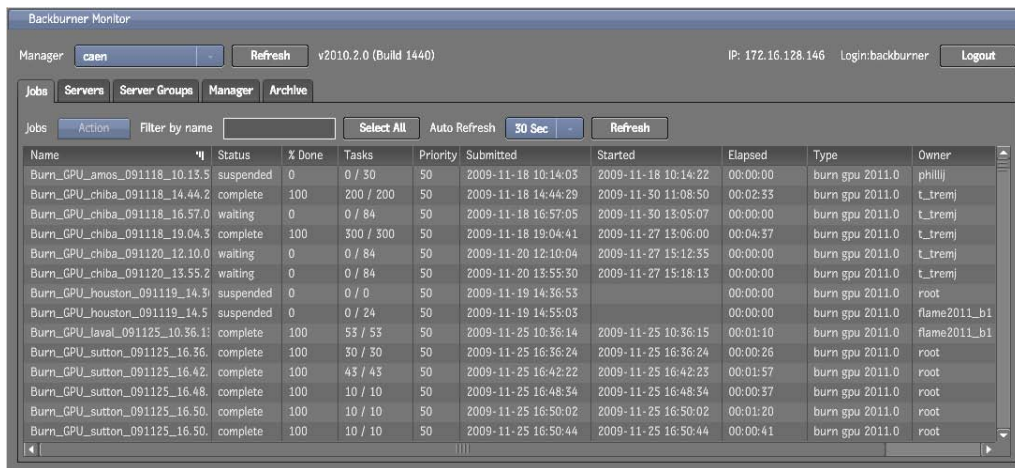 Backburner Monitor
Manager caen Refresh v2010.2.0 (Build 1440) IP: 172.16.128.146 Login:backburner Logout
Jobs Servers Server Groups Manager Archive
Jobs Action Filter by name Select All Auto Refresh 30 Sec Refresh
Name Status % Done Tasks Priority Submitted Started Elapsed Type Owner
Burn_GPU_amos_091118_10.13.5 suspended 0 0 / 30 50 2009-11-18 10:14:03 2009-11-18 10:14:22 00:00:00 burn gpu 2011.0 phillij
Burn_GPU_chiba_091118_14.44.2 complete 100 200 / 200 50 2009-11-18 14:44:29 2009-11-30 11:08:50 00:02:33 burn gpu 2011.0 t_tremj
Burn_GPU_chiba_091118_16.57.0 waiting 0 0 / 84 50 2009-11-18 16:57:05 2009-11-30 13:05:07 00:00:00 burn gpu 2011.0 t_tremj
Burn_GPU_chiba_091118_19.04.3 complete 100 300 / 300 50 2009-11-18 19:04:41 2009-11-27 13:06:00 00:04:37 burn gpu 2011.0 t_tremj
Burn_GPU_chiba_091120_12.10.0 waiting 0 0 / 84 50 2009-11-20 12:10:04 2009-11-27 15:12:35 00:00:00 burn gpu 2011.0 t_tremj
Burn_GPU_chiba_091120_13.55.2 waiting 0 0 / 84 50 2009-11-20 13:55:30 2009-11-27 15:18:13 00:00:00 burn gpu 2011.0 t_tremj
Burn_GPU_houston_091119_14.3 suspended 0 0 / 0 50 2009-11-19 14:36:53 00:00:00 burn gpu 2011.0 root
Burn_GPU_houston_091119_14.5 suspended 0 0 / 24 50 2009-11-19 14:55:03 00:00:00 burn gpu 2011.0 flame2011_b1
Burn_GPU_laval_091125_10.36.1 complete 100 53 / 53 50 2009-11-25 10:36:14 2009-11-25 10:36:15 00:01:10 burn gpu 2011.0 flame2011_b1
Burn_GPU_sutton_091125_16.36. complete 100 30 / 30 50 2009-11-25 16:36:24 2009-11-25 16:36:24 00:00:26 burn gpu 2011.0 root
Burn_GPU_sutton_091125_16.42. complete 100 43 / 43 50 2009-11-25 16:42:22 2009-11-25 16:42:23 00:01:57 burn gpu 2011.0 root
Burn_GPU_sutton_091125_16.48. complete 100 10 / 10 50 2009-11-25 16:48:34 2009-11-25 16:48:34 00:00:37 burn gpu 2011.0 root
Burn_GPU_sutton_091125_16.50. complete 100 10 / 10 50 2009-11-25 16:50:02 2009-11-25 16:50:02 00:01:20 burn gpu 2011.0 root
Burn_GPU_sutton_091125_16.50. complete 100 10 / 10 50 2009-11-25 16:50:44 2009-11-25 16:50:44 00:00:41 burn gpu 2011.0 root